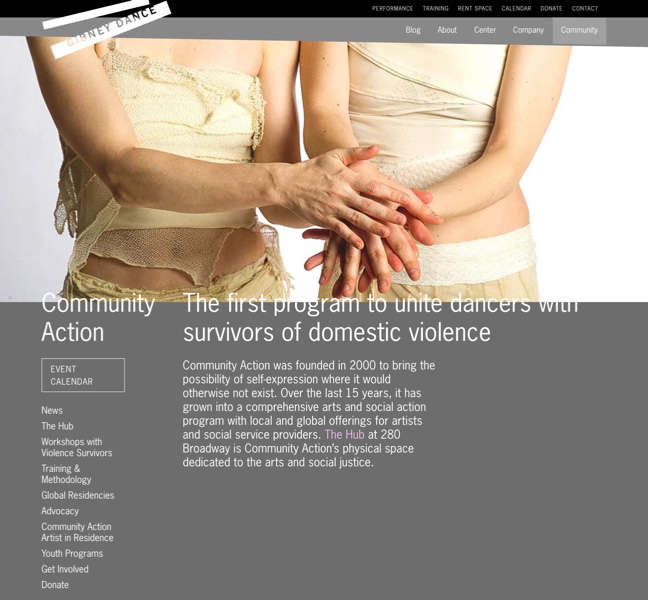 GIBNEY DANCE
PERFORMANCE TRAINING RENT SPACE CALENDAR DONATE CONTACT
Blog About Center Company Community
Community
Action
EVENT
CALENDAR
News
The Hub
Workshops with
Violence Survivors
Training &
Methodology
Global Residencies
Advocacy
Community Action
Artist in Residence
Youth Programs
Get Involved
Donate
The first program to unite dancers with
survivors of domestic violence
Community Action was founded in 2000 to bring the
possibility of self-expression where it would
otherwise not exist. Over the last 15 years, it has
grown into a comprehensive arts and social action
program with local and global offerings for artists
and social service providers. The Hub at 280
Broadway is Community Action's physical space
dedicated to the arts and social justice.